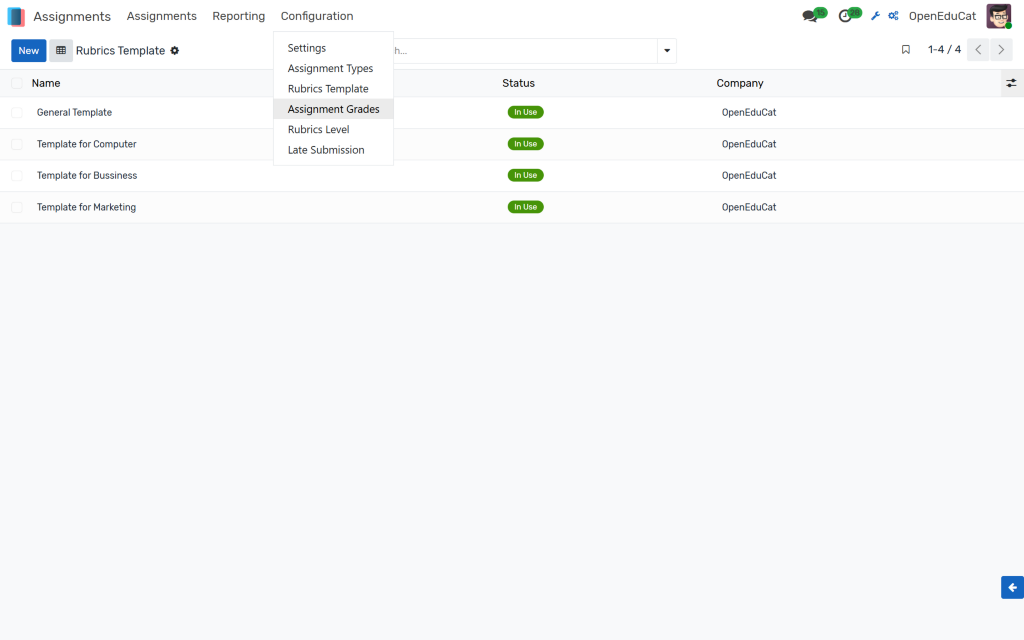 Assignments Assignments Reporting Configuration 15 28 OpenEduCat
New Rubrics Template h... 1-4 / 4
Settings
Assignment Types
Rubrics Template
Assignment Grades
Rubrics Level
Late Submission
Name Status Company
General Template In Use OpenEduCat
Template for Computer In Use OpenEduCat
Template for Bussiness In Use OpenEduCat
Template for Marketing In Use OpenEduCat